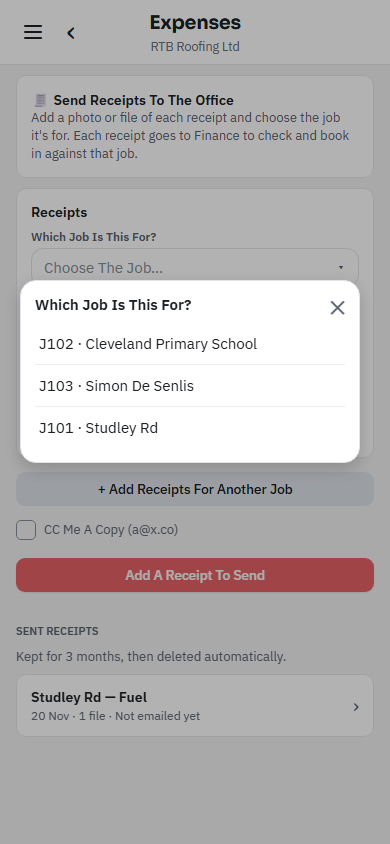 Expenses
RTB Roofing Ltd
Send Receipts To The Office
Add a photo or file of each receipt and choose the job
it's for. Each receipt goes to Finance to check and book
in against that job.
Receipts
Which Job Is This For?
Choose The Job...
Which Job Is This For?
J102 · Cleveland Primary School
J103 · Simon De Senlis
J101 · Studley Rd
+ Add Receipts For Another Job
CC Me A Copy (a@x.co)
Add A Receipt To Send
SENT RECEIPTS
Kept for 3 months, then deleted automatically.
Studley Rd — Fuel
20 Nov · 1 file · Not emailed yet